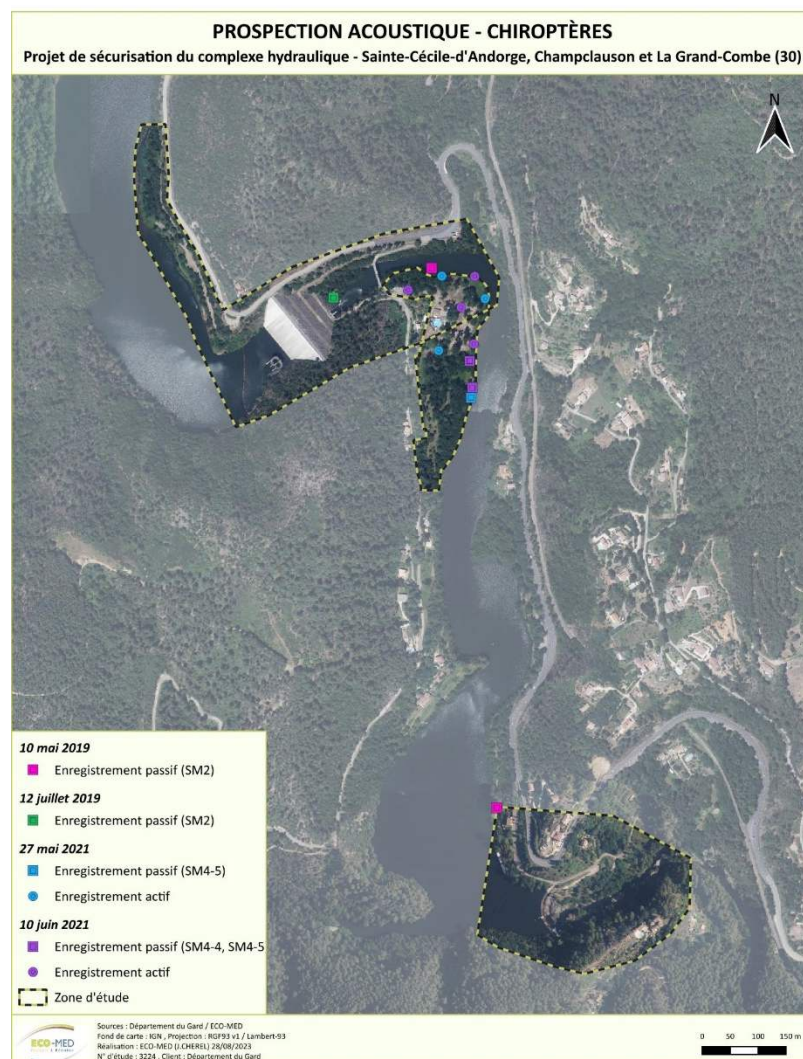 PROSPECTION ACOUSTIQUE - CHIROPTÈRES
Projet de sécurisation du complexe hydraulique - Sainte-Cécile-d'Andorge, Champclauson et La Grand-Combe (30)
N
10 mai 2019
Enregistrement passif (SM2)
12 juillet 2019
Enregistrement passif (SM2)
27 mai 2021
Enregistrement passif (SM4-5)
Enregistrement actif
10 juin 2021
Enregistrement passif (SM4-4, SM4-5
Enregistrement actif
Zone d'étude
ECO-MED
Sources : Département du Gard / ECO-MED
Fond de carte : IGN , Projection : RGF93 v1 / Lambert-93
Réalisation : ECO-MED (J.CHEREL) 28/08/2023
N° d'étude : 3224 , Client : Département du Gard
0 50 100 150 m